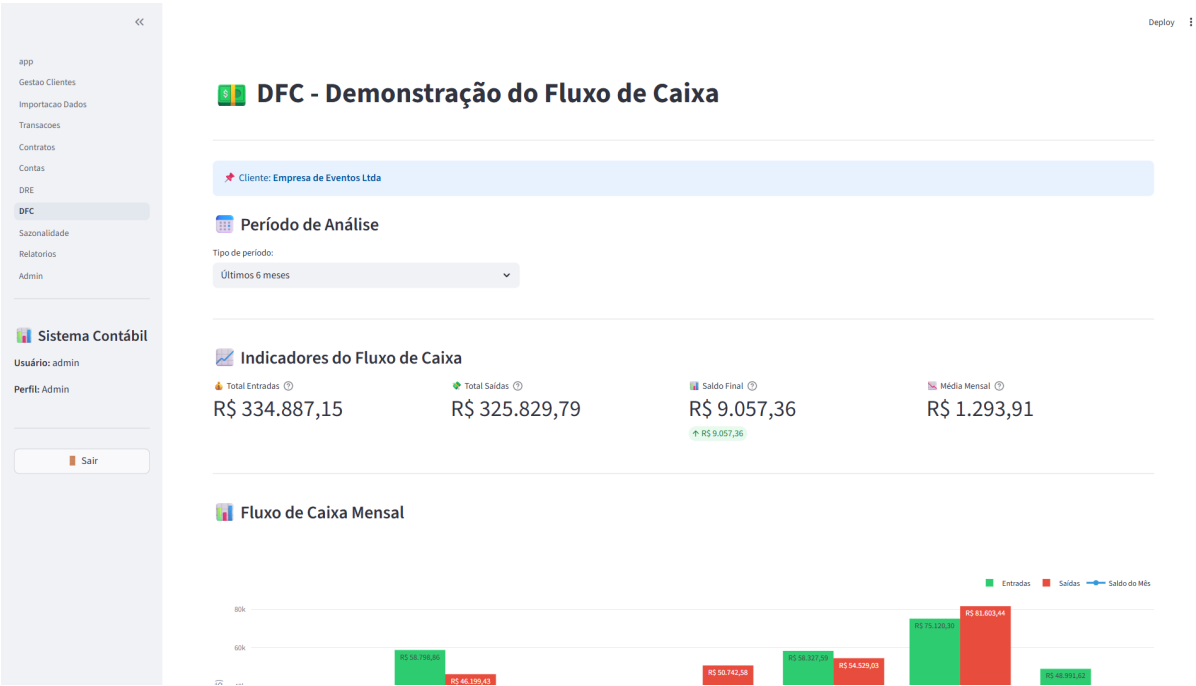 Deploy
app
Gestao Clientes
Importacao Dados
Transacoes
Contratos
Contas
DRE
DFC
Sazonalidade
Relatorios
Admin
Sistema Contábil
Usuário: admin
Perfil: Admin
Sair
DFC - Demonstração do Fluxo de Caixa
Cliente: Empresa de Eventos Ltda
Período de Análise
Tipo de período:
Últimos 6 meses
Indicadores do Fluxo de Caixa
Total Entradas
Total Saídas
Saldo Final
Média Mensal
R$ 334.887,15
R$ 325.829,79
R$ 9.057,36
R$ 1.293,91
R$ 9.057,36
Fluxo de Caixa Mensal
Entradas
Saídas
Saldo do Mês
80k
R$ 81.603,44
R$ 75.120,30
60k
R$ 58.798,86
R$ 58.327,59
R$ 54.529,03
R$ 50.742,58
R$ 48.991,62
R$ 46.199,43